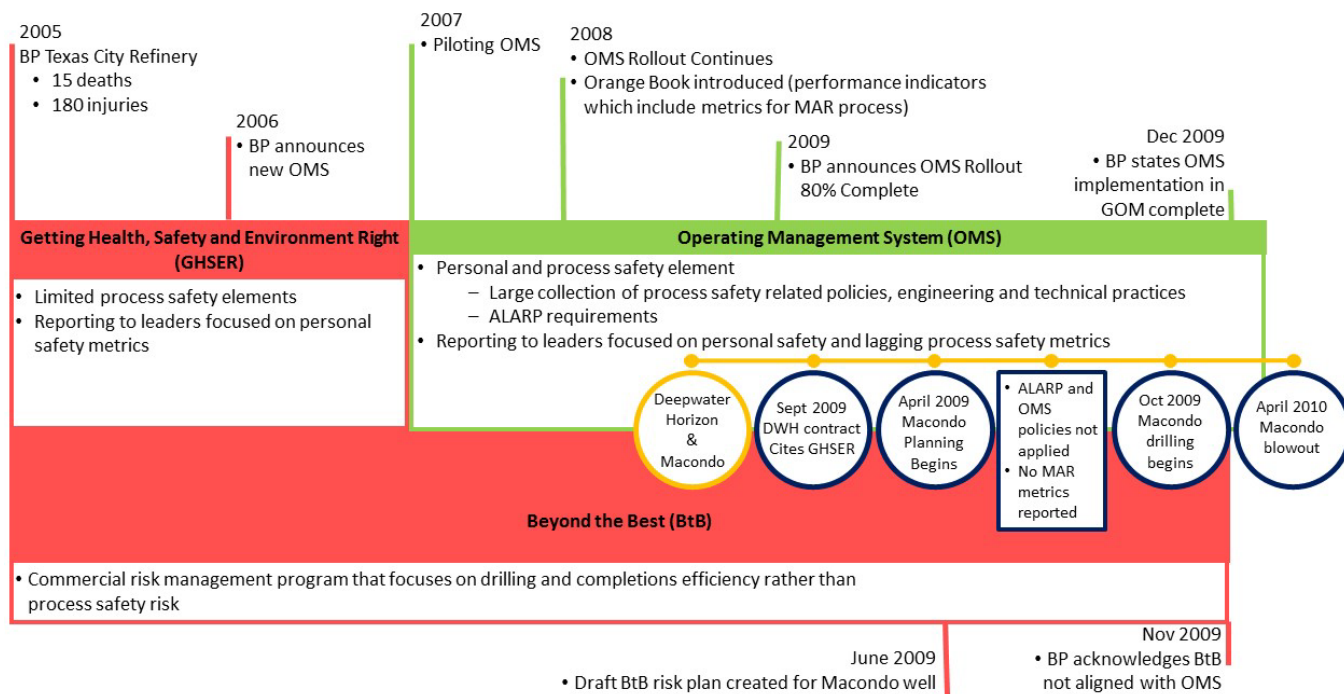 2005
BP Texas City Refinery
• 15 deaths
• 180 injuries
2006
• BP announces
new OMS
2007
• Piloting OMS
2008
• OMS Rollout Continues
• Orange Book introduced (performance indicators
which include metrics for MAR process)
2009
• BP announces OMS Rollout
80% Complete
Dec 2009
• BP states OMS
implementation in
GOM complete
Getting Health, Safety and Environment Right
(GHSER)
• Limited process safety elements
• Reporting to leaders focused on personal
safety metrics
Operating Management System (OMS)
• Personal and process safety element
– Large collection of process safety related policies, engineering and technical practices
– ALARP requirements
• Reporting to leaders focused on personal safety and lagging process safety metrics
Deepwater
Horizon
&
Macondo
Sept 2009
DWH contract
Cites GHSER
April 2009
Macondo
Planning
Begins
• ALARP and
OMS
policies not
applied
• No MAR
metrics
reported
Oct 2009
Macondo
drilling
begins
April 2010
Macondo
blowout
Beyond the Best (BtB)
• Commercial risk management program that focuses on drilling and completions efficiency rather than
process safety risk
June 2009
• Draft BtB risk plan created for Macondo well
Nov 2009
• BP acknowledges BtB
not aligned with OMS